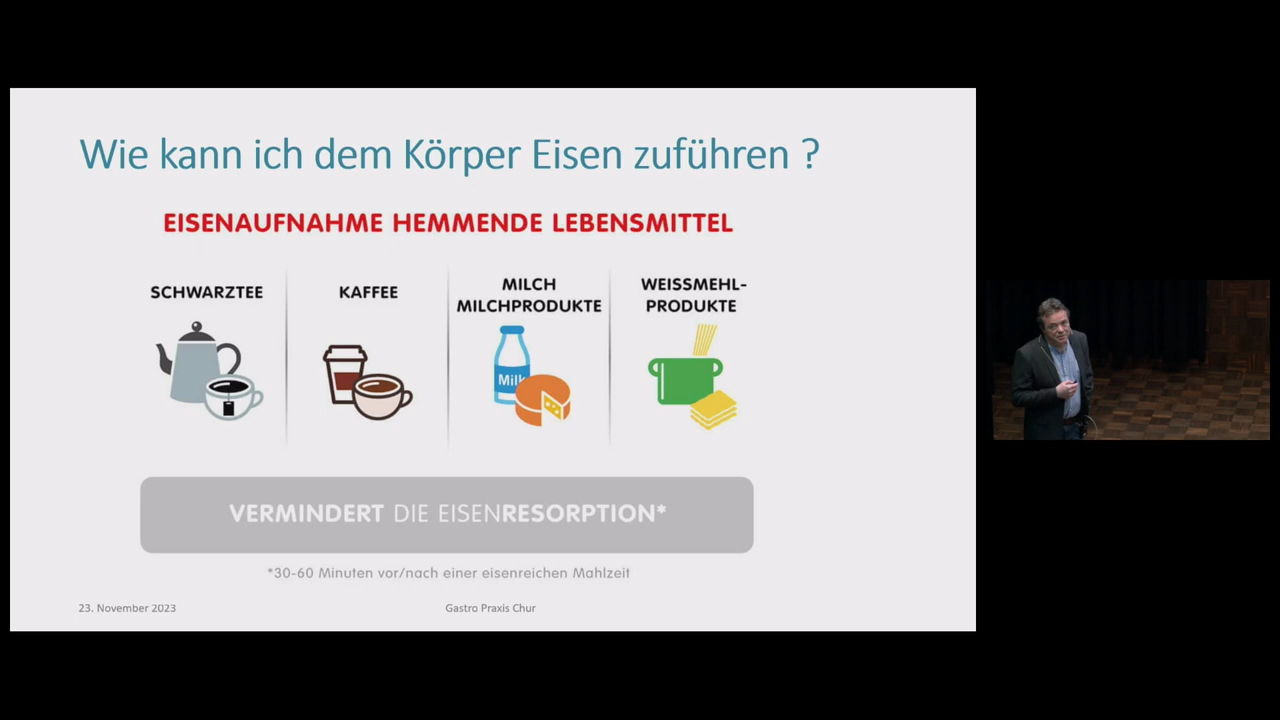 Wie kann ich dem Körper Eisen zuführen ?
EISENAUFNAHME HEMMENDE LEBENSMITTEL
SCHWARZTEE
KAFFEE
MILCH
MILCHPRODUKTE
WEISSMEHL-
PRODUKTE
Milk
VERMINDERT DIE EISENRESORPTION*
*30-60 Minuten vor/nach einer eisenreichen Mahlzeit
23. November 2023
Gastro Praxis Chur